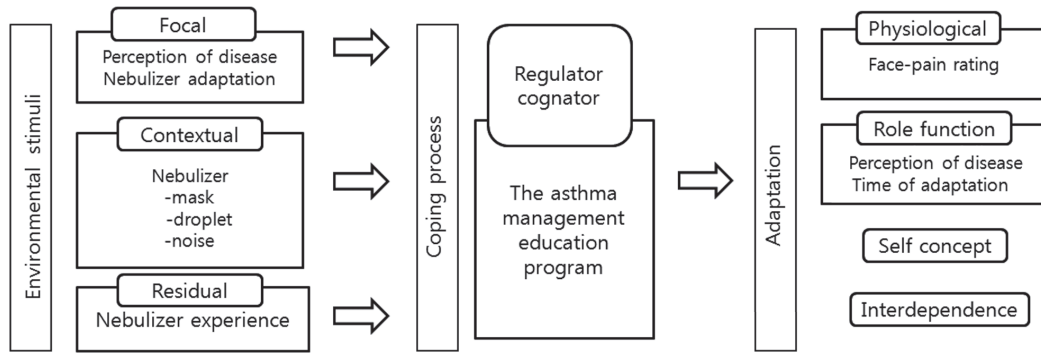 Environmental stimuli
Focal
Perception of disease
Nebulizer adaptation
Contextual
Nebulizer
-mask
-droplet
-noise
Residual
Nebulizer experience
Coping process
Regulator
cognator
The asthma
management
education
program
Adaptation
Physiological
Face-pain rating
Role function
Perception of disease
Time of adaptation
Self concept
Interdependence